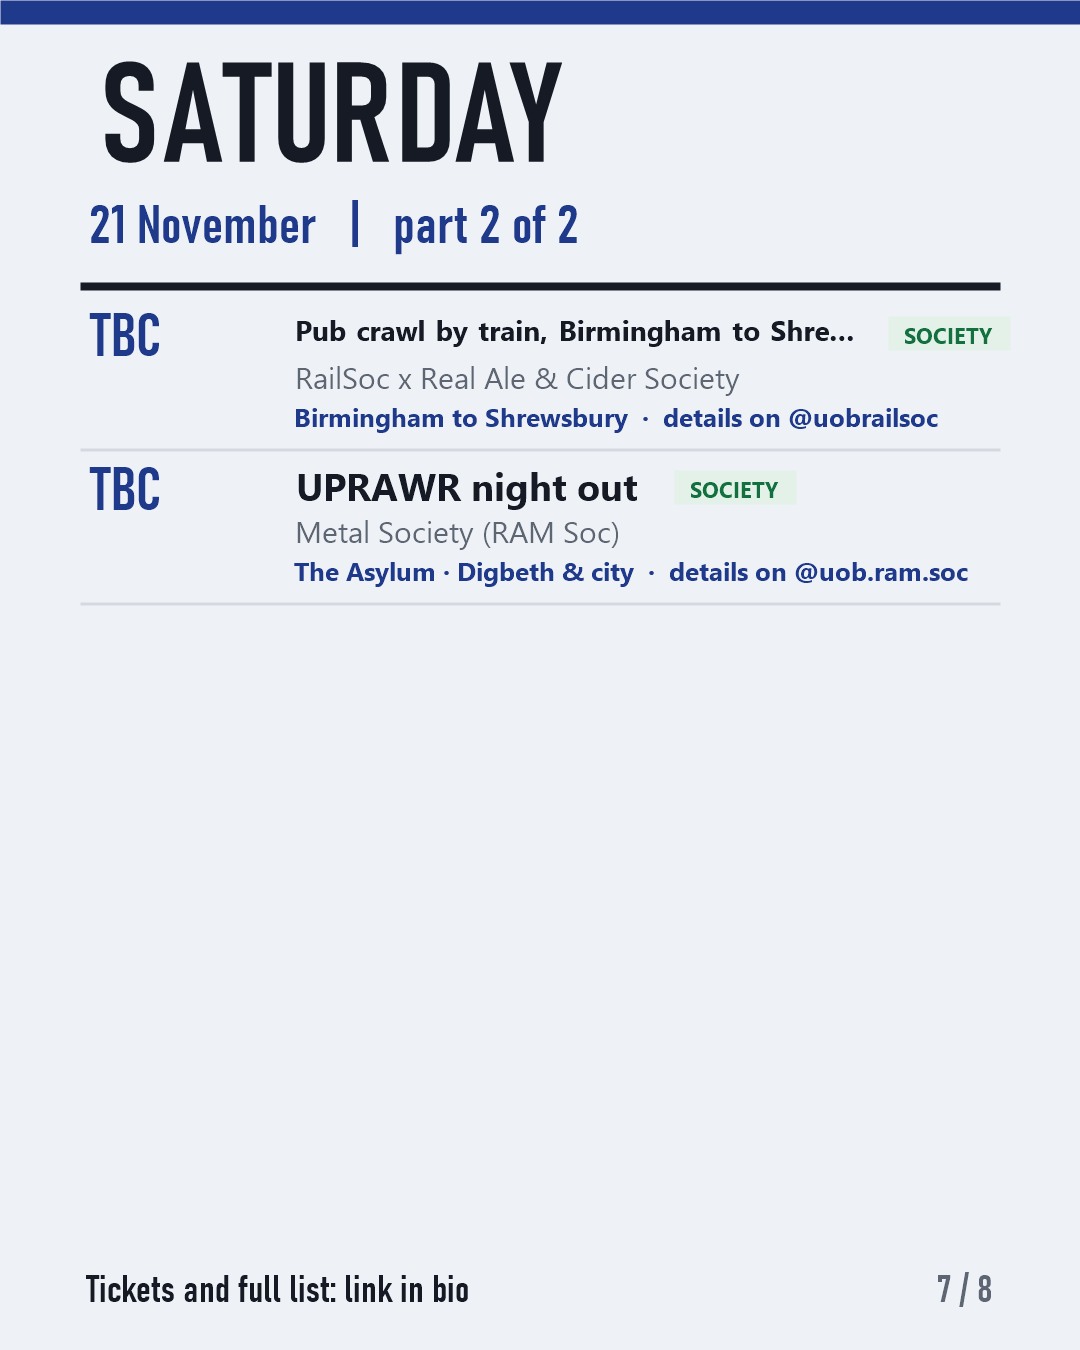 SATURDAY
21 November | part 2 of 2
TBC
Pub crawl by train, Birmingham to Shre... SOCIETY
RailSoc x Real Ale & Cider Society
Birmingham to Shrewsbury · details on @uobrailsoc
TBC
UPRAWR night out SOCIETY
Metal Society (RAM Soc)
The Asylum · Digbeth & city · details on @uob.ram.soc
Tickets and full list: link in bio
7 / 8